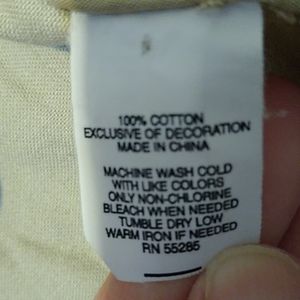 100% COTTON
EXCLUSIVE OF DECORATION
MADE IN CHINA
MACHINE WASH COLD
WITH LIKE COLORS
ONLY NON-CHLORINE
BLEACH WHEN NEEDED
TUMBLE DRY LOW
WARM IRON IF NEEDED
RN 55285